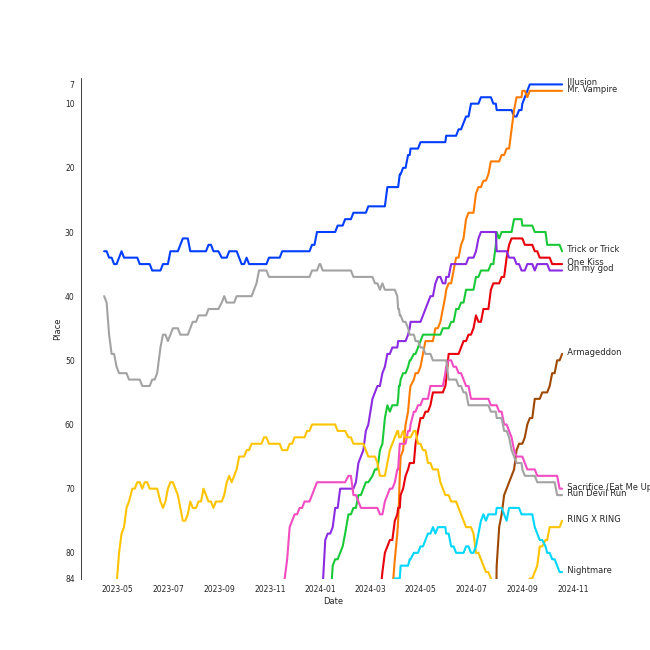 7
10
20
30
40
50
60
70
80
84
Place
Illusion
Mr. Vampire
Trick or Trick
One Kiss
Oh my god
Armageddon
Sacrifice (Eat Me Up
Run Devil Run
RING X RING
Nightmare
2023-05
2023-07
2023-09
2023-11
2024-01
2024-03
2024-05
2024-07
2024-09
2024-11
Date